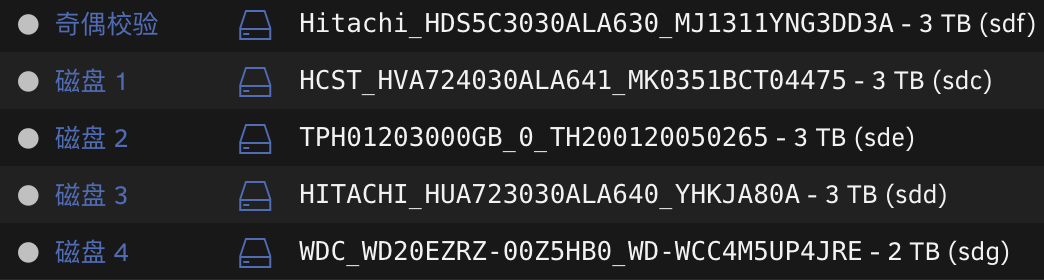 奇偶校验 Hitachi_HDS5C3030ALA630_MJ1311YNG3DD3A - 3 TB (sdf)
磁盘 1 HCST_HVA724030ALA641_MK0351BCT04475 - 3 TB (sdc)
磁盘 2 TPH01203000GB_0_TH200120050265 - 3 TB (sde)
磁盘 3 HITACHI_HUA723030ALA640_YHKJA80A - 3 TB (sdd)
磁盘 4 WDC_WD20EZRZ-00Z5HB0_WD-WCC4M5UP4JRE - 2 TB (sdg)